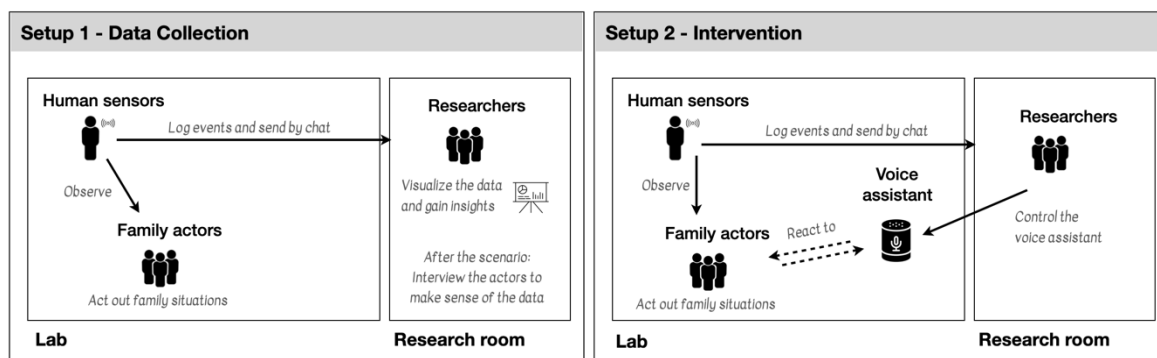 Setup 1 - Data Collection
Human sensors
Log events and send by chat
Observe
Family actors
Act out family situations
Lab
Researchers
Visualize the data
and gain insights
After the scenario:
Interview the actors to
make sense of the data
Research room
Setup 2 - Intervention
Human sensors
Log events and send by chat
Observe
Voice
assistant
React to
Family actors
Act out family situations
Lab
Researchers
Control the
voice assistant
Research room